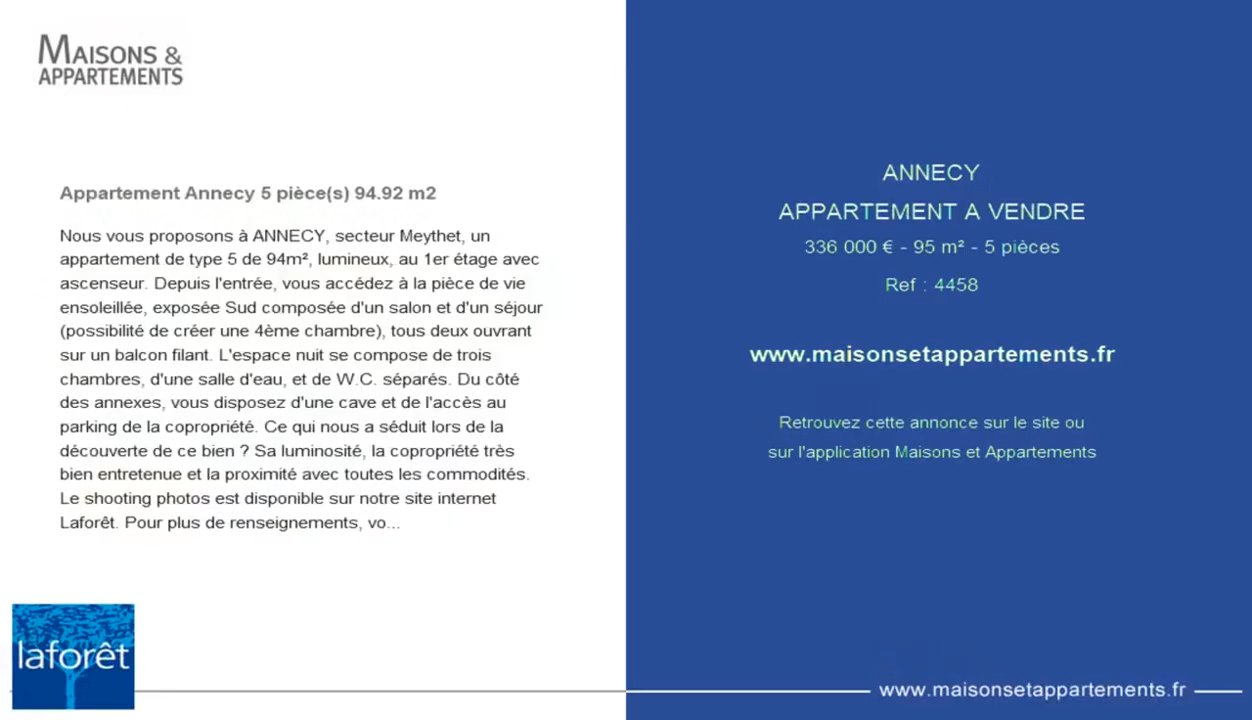 MAISONS &
APPARTEMENTS
Appartement Annecy 5 pièce(s) 94.92 m2
Nous vous proposons à ANNECY, secteur Meythet, un
appartement de type 5 de 94m², lumineux, au 1er étage avec
ascenseur. Depuis l'entrée, vous accédez à la pièce de vie
ensoleillée, exposée Sud composée d'un salon et d'un séjour
(possibilité de créer une 4ème chambre), tous deux ouvrant
sur un balcon filant. L'espace nuit se compose de trois
chambres, d'une salle d'eau, et de W.C. séparés. Du côté
des annexes, vous disposez d'une cave et de l'accès au
parking de la copropriété. Ce qui nous a séduit lors de la
découverte de ce bien ? Sa luminosité, la copropriété très
bien entretenue et la proximité avec toutes les commodités.
Le shooting photos est disponible sur notre site internet
Laforêt. Pour plus de renseignements, vo...
laforêt
ANNECY
APPARTEMENT A VENDRE
336 000 € - 95 m² - 5 pièces
Ref : 4458
www.maisonsetappartements.fr
Retrouvez cette annonce sur le site ou
sur l'application Maisons et Appartements
www.maisonsetappartements.fr